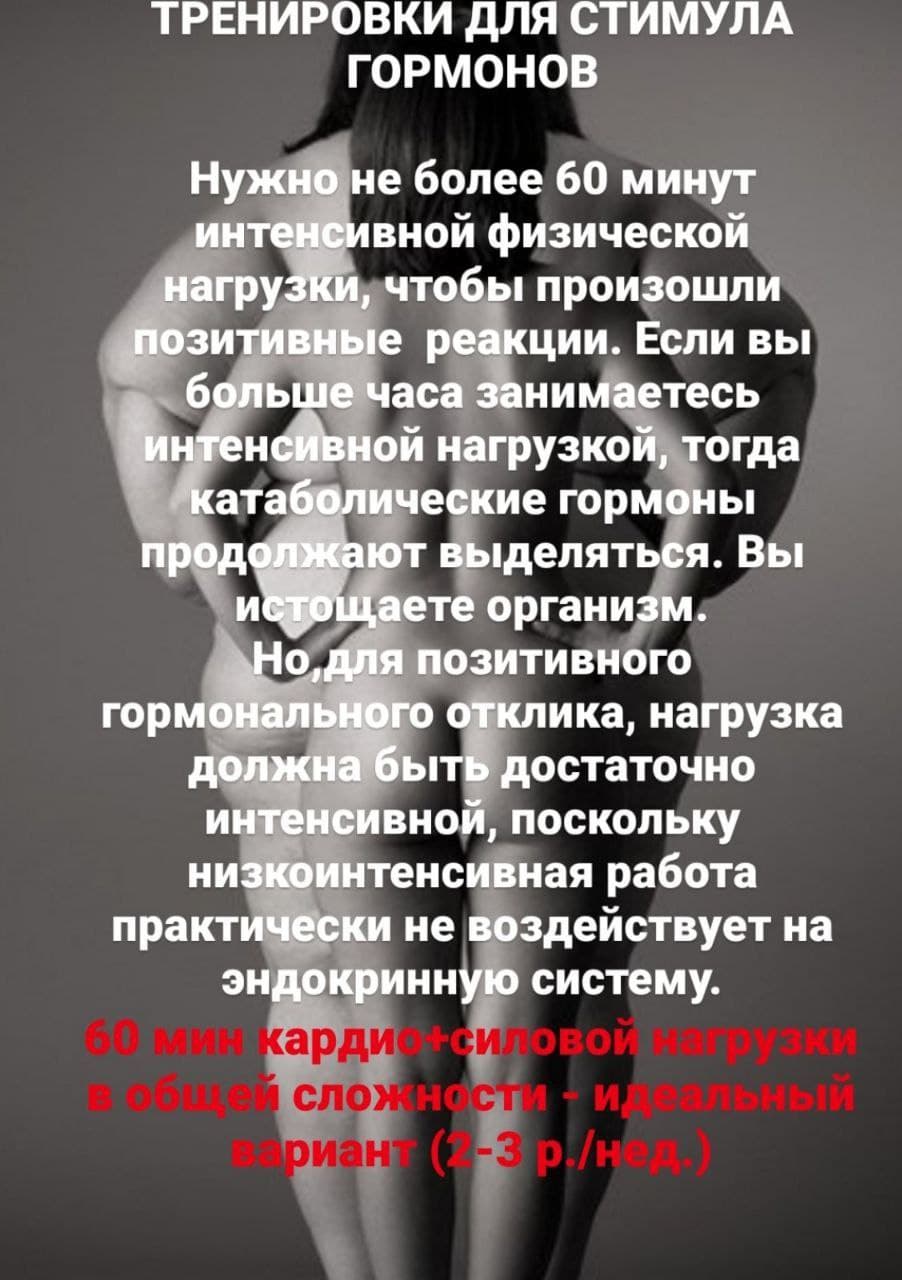 ТРЕНИРОВКИ ДЛЯ СТИМУЛА
ГОРМОНОВ
Нужно не более 60 минут
интенсивной физической
нагрузки, чтобы произошли
позитивные  реакции. Если вы
больше часа занимаетесь
интенсивной нагрузкой, тогда
катаболические гормоны
продолжают выделяться. Вы
истощаете организм.
Но,для позитивного
гормонального отклика, нагрузка
должна быть достаточно
интенсивной, поскольку
низкоинтенсивная работа
практически не воздействует на
эндокринную систему.
60 мин кардио+силовой нагрузки
в общей сложности - идеальный
вариант (2-3 р./нед.)